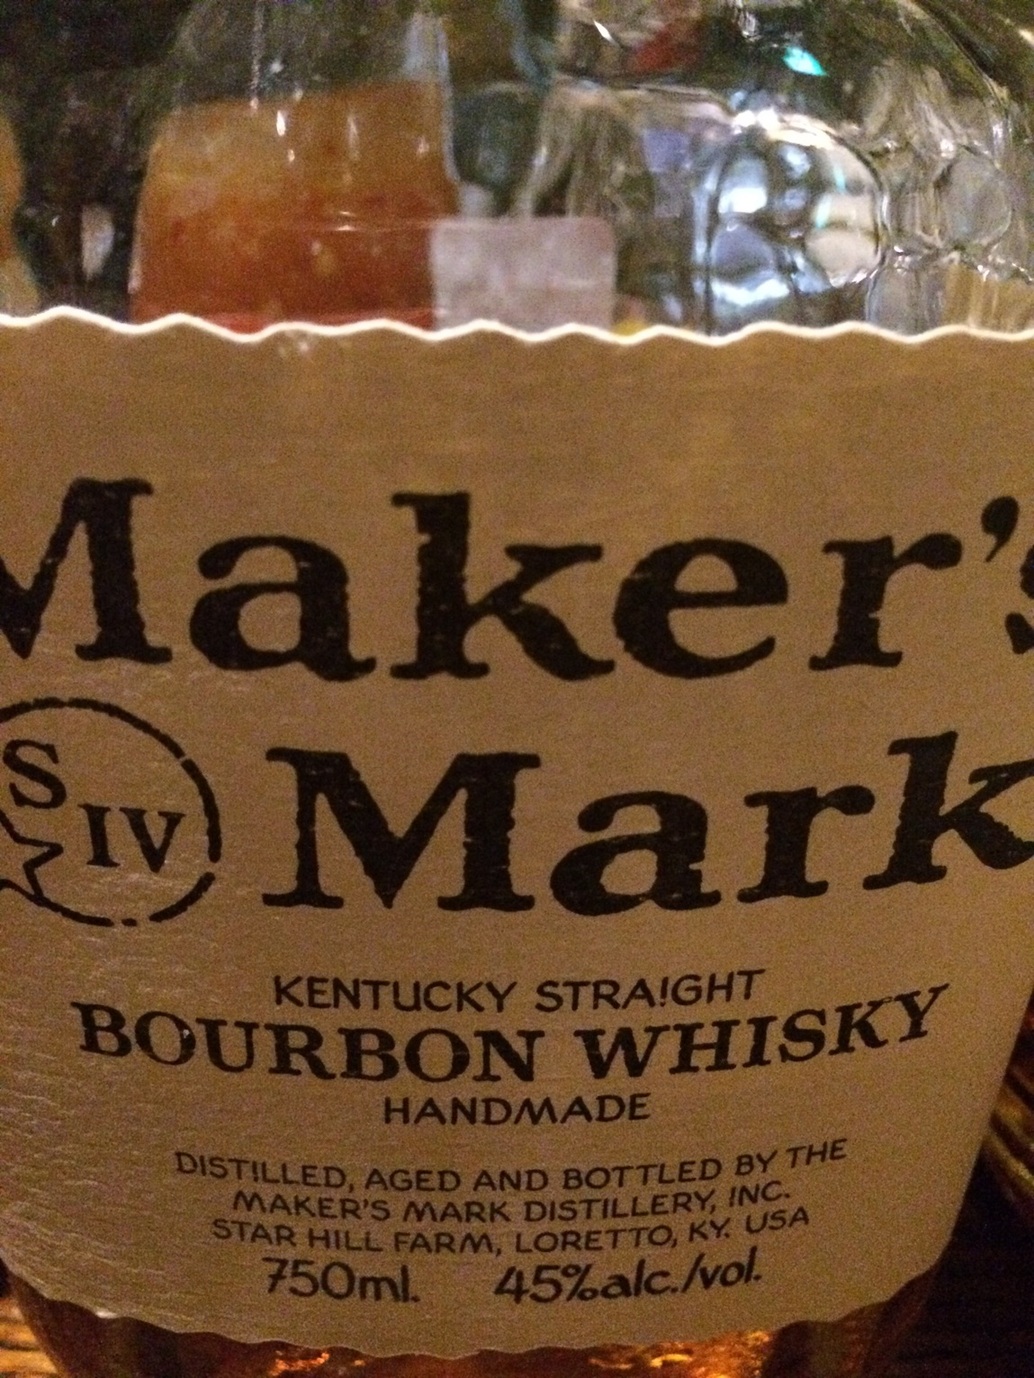 Maker's
S IV Mark
KENTUCKY STRA!GHT
BOURBON WHISKY
HANDMADE
DISTILLED, AGED AND BOTTLED BY THE
MAKER'S MARK DISTILLERY, INC.
STAR HILL FARM, LORETTO, KY. USA
750ml. 45%alc./vol.